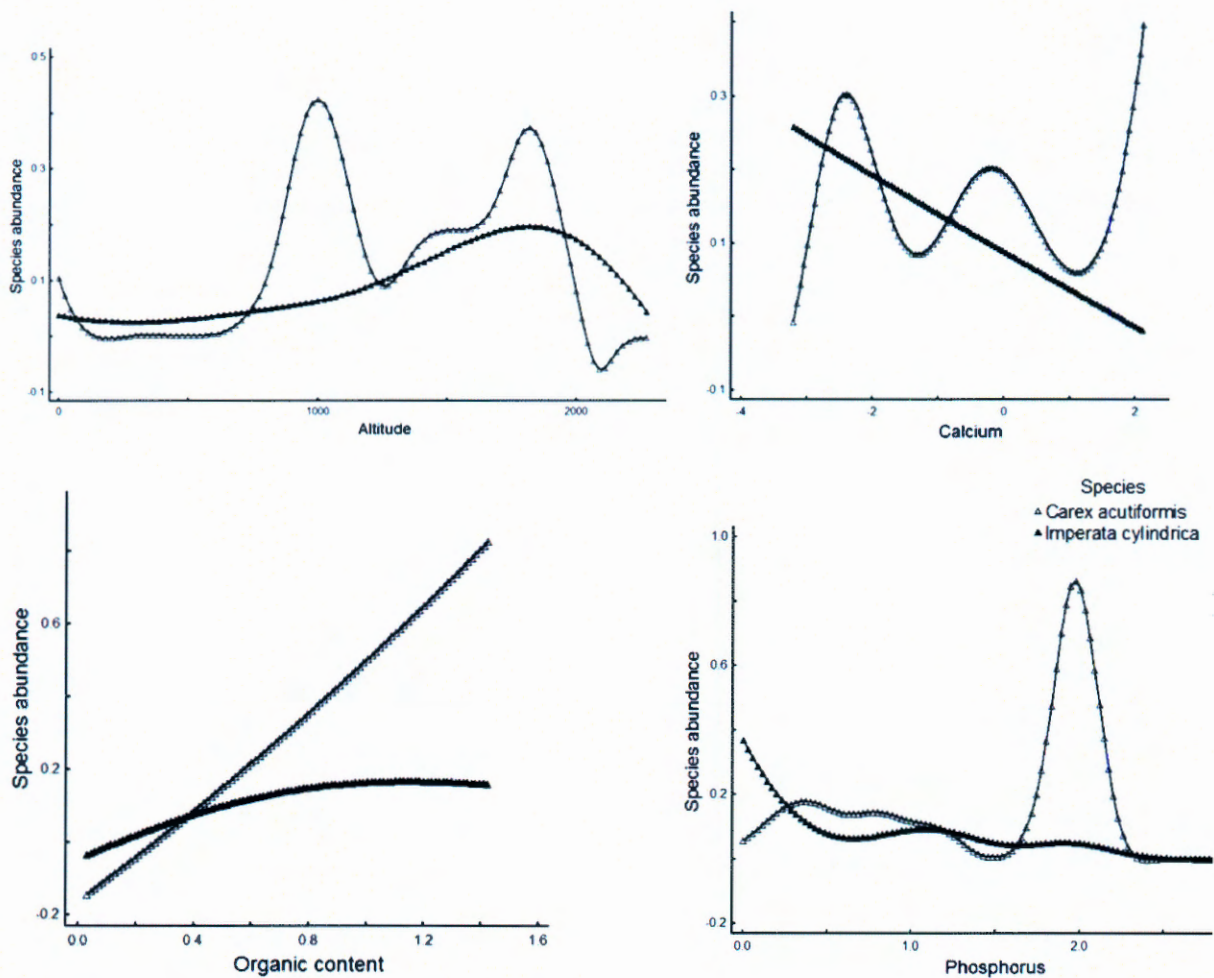 0.5
0.3
0.1
-0.1
Species abundance
0
1000
2000
Altitude
0.3
0.1
-0.1
Species abundance
-4
-2
0
2
Calcium
0.6
0.2
-0.2
Species abundance
0.0
0.4
0.8
1.2
1.6
Organic content
Species
Carex acutiformis
Imperata cylindrica
1.0
0.6
0.2
-0.2
Species abundance
0.0
1.0
2.0
Phosphorus